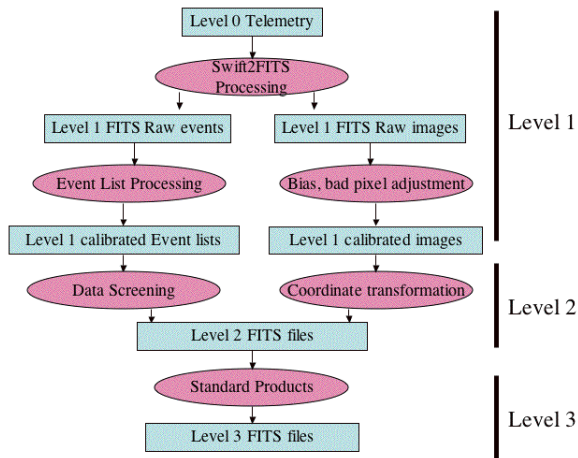 Level 0 Telemetry
Swift2FITS
Processing
Level 1 FITS Raw events
Level 1 FITS Raw images
Level 1
Event List Processing
Bias, bad pixel adjustment
Level 1 calibrated Event lists
Level 1 calibrated images
Data Screening
Coordinate transformation
Level 2
Level 2 FITS files
Standard Products
Level 3
Level 3 FITS files